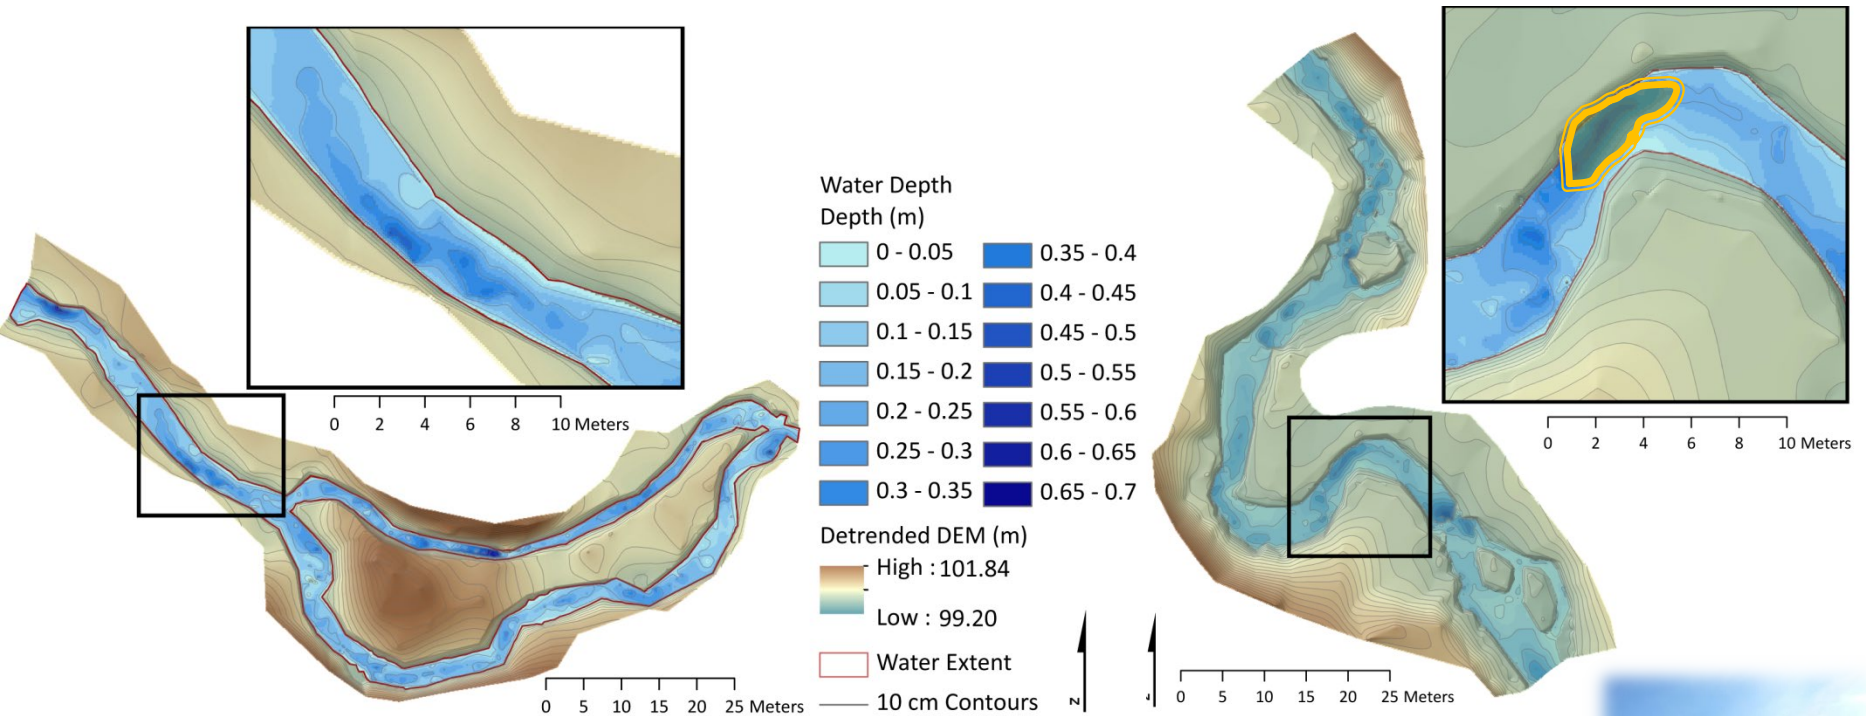 Water Depth
Depth (m)
0 - 0.05
0.05 - 0.1
0.1 - 0.15
0.15 - 0.2
0.2 - 0.25
0.25 - 0.3
0.3 - 0.35
0.35 - 0.4
0.4 - 0.45
0.45 - 0.5
0.5 - 0.55
0.55 - 0.6
0.6 - 0.65
0.65 - 0.7
Detrended DEM (m)
High : 101.84
Low : 99.20
Water Extent
10 cm Contours
N
0 2 4 6 8 10 Meters
0 5 10 15 20 25 Meters
0 2 4 6 8 10 Meters
0 5 10 15 20 25 Meters